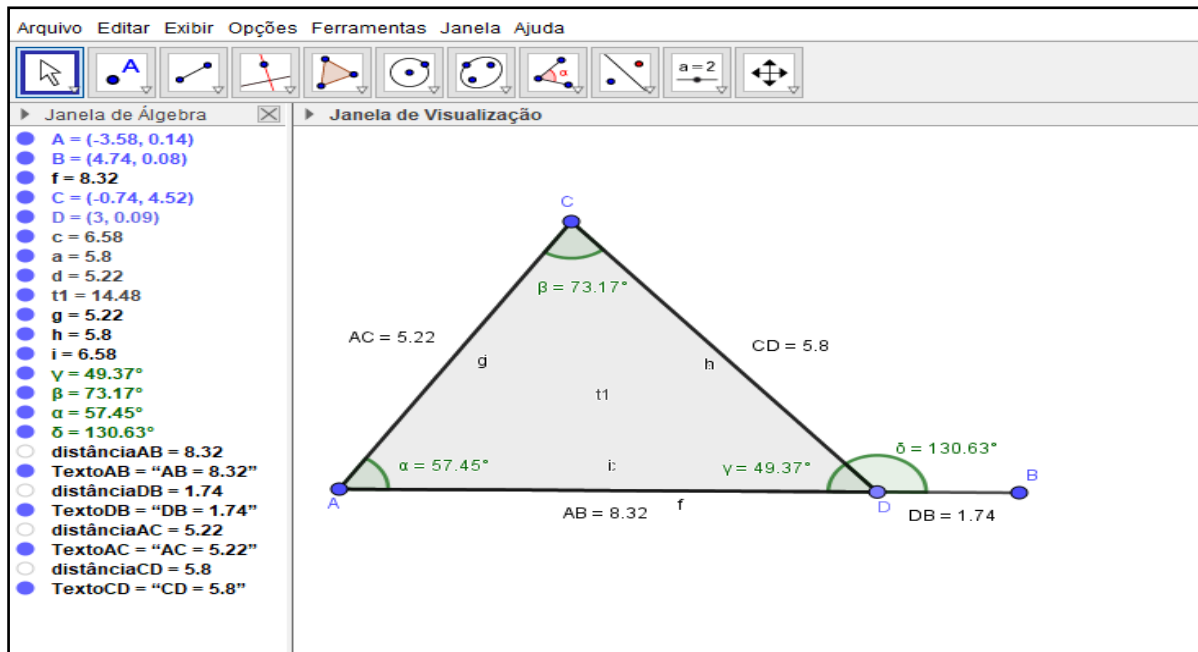 Arquivo Editar Exibir Opções Ferramentas Janela Ajuda
A
α
a = 2
Janela de Álgebra
Janela de Visualização
A = (-3.58, 0.14)
B = (4.74, 0.08)
f = 8.32
C = (-0.74, 4.52)
D = (3, 0.09)
c = 6.58
a = 5.8
d = 5.22
t1 = 14.48
g = 5.22
h = 5.8
i = 6.58
γ = 49.37°
β = 73.17°
α = 57.45°
δ = 130.63°
distânciaAB = 8.32
TextoAB = “AB = 8.32”
distânciaDB = 1.74
TextoDB = “DB = 1.74”
distânciaAC = 5.22
TextoAC = “AC = 5.22”
distânciaCD = 5.8
TextoCD = “CD = 5.8”
C
β = 73.17°
AC = 5.22
CD = 5.8
g
h
t1
δ = 130.63°
α = 57.45°
i
γ = 49.37°
B
A
D
AB = 8.32
f
DB = 1.74